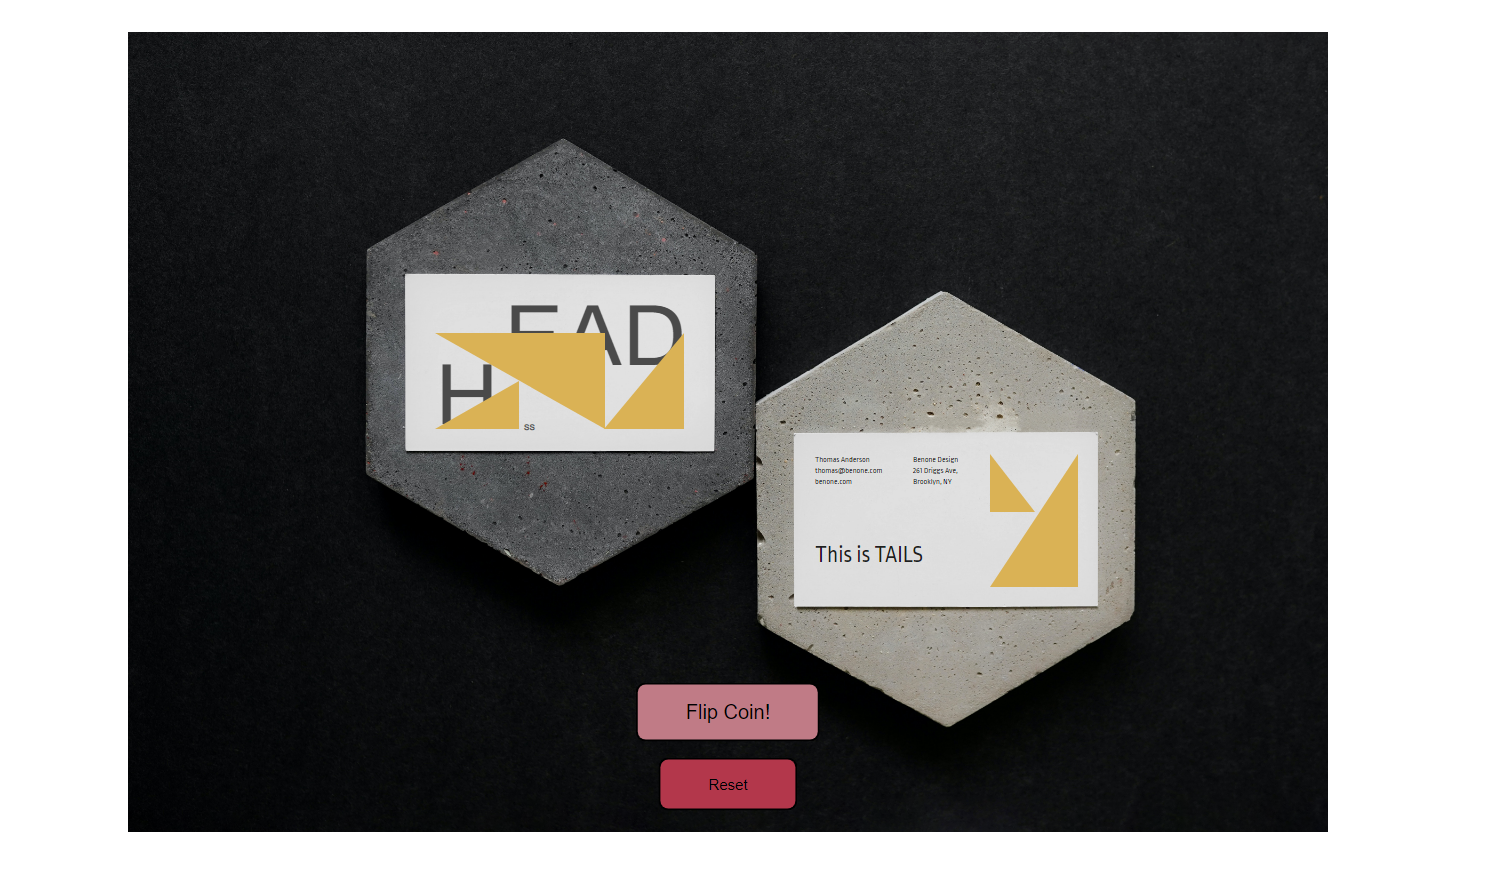 EAD
H
ss
Thomas Anderson
thomas@benone.com
benone.com
Benone Design
261 Driggs Ave,
Brooklyn, NY
This is TAILS
Flip Coin!
Reset